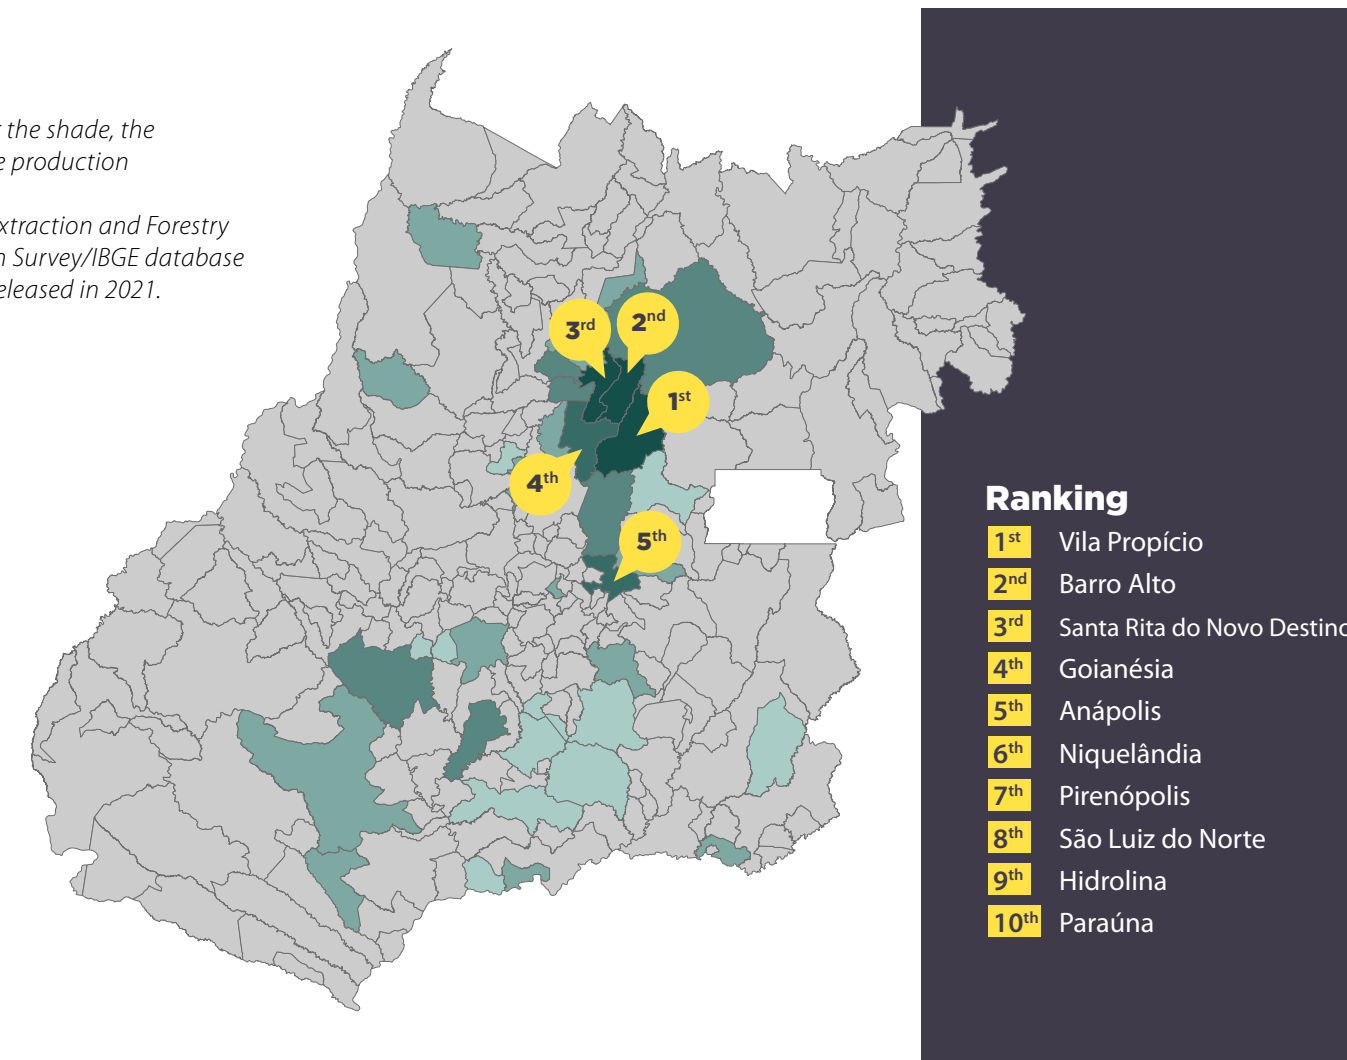 the shade, the
production
xtraction and Forestry
Survey/IBGE database
eleased in 2021.
3rd
2nd
1st
4th
5th
Ranking
1st Vila Propício
2nd Barro Alto
3rd Santa Rita do Novo Destino
4th Goianésia
5th Anápolis
6th Niquelândia
7th Pirenópolis
8th São Luiz do Norte
9th Hidrolina
10th Paraúna